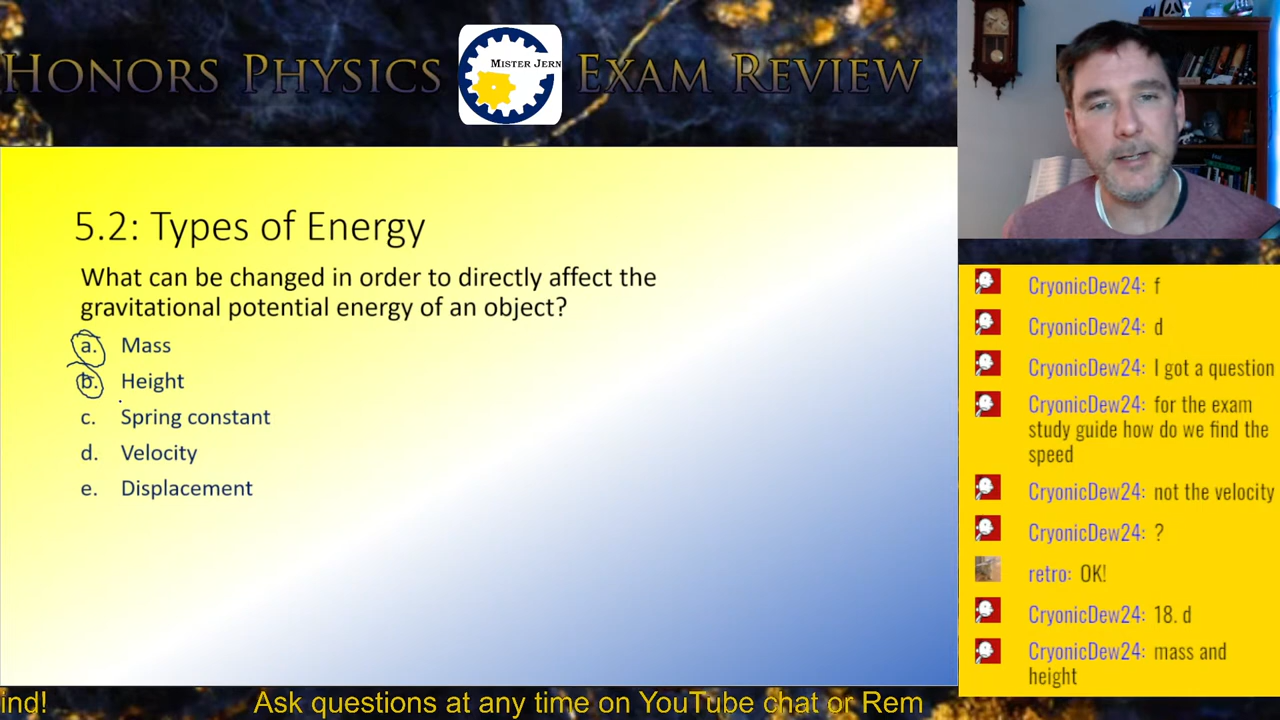 HONORS PHYSICS
MISTER JERN
EXAM REVIEW
5.2: Types of Energy
What can be changed in order to directly affect the
gravitational potential energy of an object?
a. Mass
b. Height
c. Spring constant
d. Velocity
e. Displacement
CryonicDew24: f
CryonicDew24: d
CryonicDew24: I got a question
CryonicDew24: for the exam
study guide how do we find the
speed
CryonicDew24: not the velocity
CryonicDew24: ?
retro: OK!
CryonicDew24: 18. d
CryonicDew24: mass and
height
ind! Ask questions at any time on YouTube chat or Rem